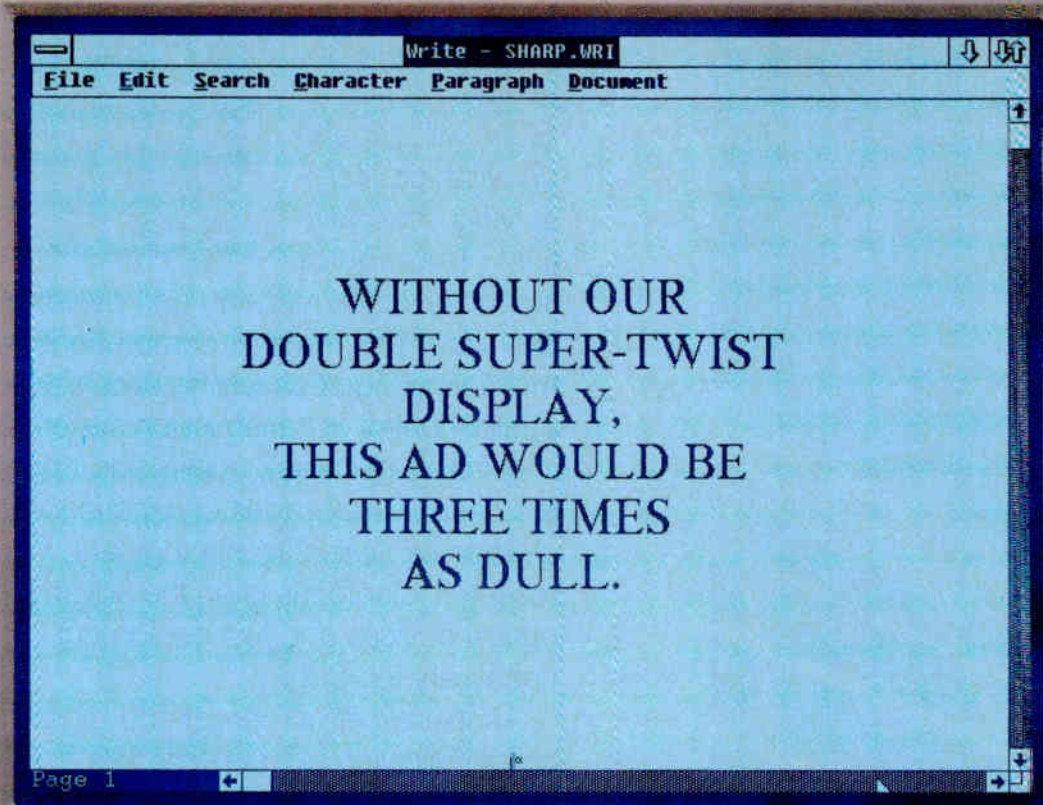 Write - SHARP.WRI
File Edit Search Character Paragraph Document
WITHOUT OUR
DOUBLE SUPER-TWIST
DISPLAY,
THIS AD WOULD BE
THREE TIMES
AS DULL.
Page 1